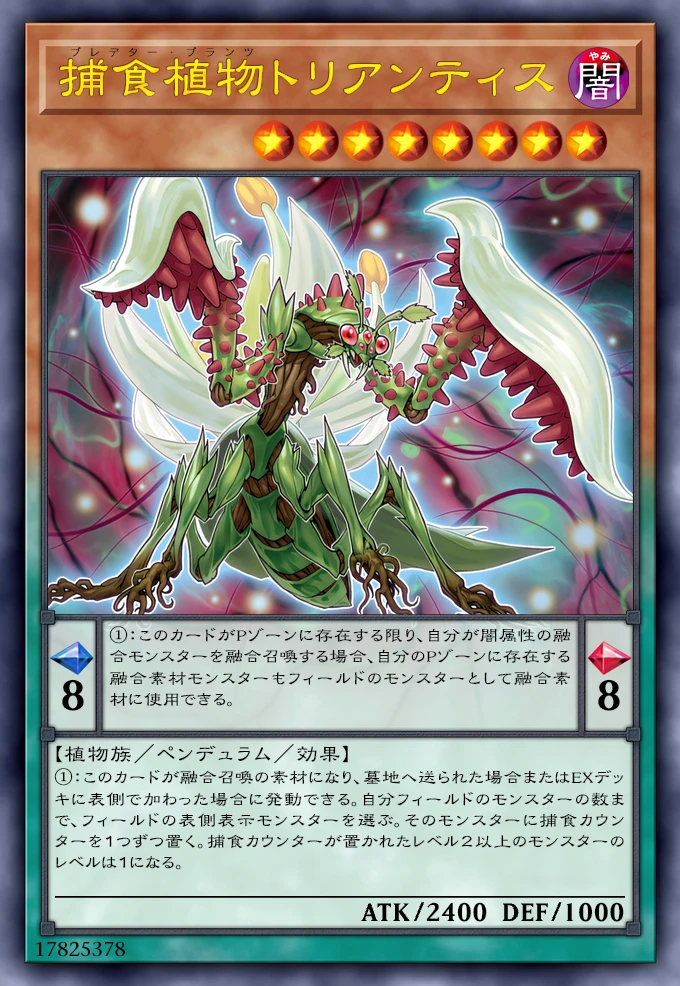 プレデター・プランツ
捕食植物トリアンティス
やみ
闇
①:このカードがPゾーンに存在する限り、自分が闇属性の融
合モンスターを融合召喚する場合、自分のPゾーンに存在する
融合素材モンスターもフィールドのモンスターとして融合素
材に使用できる。
8
8
【植物族／ペンデュラム／効果】
①:このカードが融合召喚の素材になり、墓地へ送られた場合またはEXデッ
キに表側で加わった場合に発動できる。自分フィールドのモンスターの数ま
で、フィールドの表側表示モンスターを選ぶ。そのモンスターに捕食カウン
ターを1つずつ置く。捕食カウンターが置かれたレベル２以上のモンスターの
レベルは1になる。
ATK/2400 DEF/1000
17825378